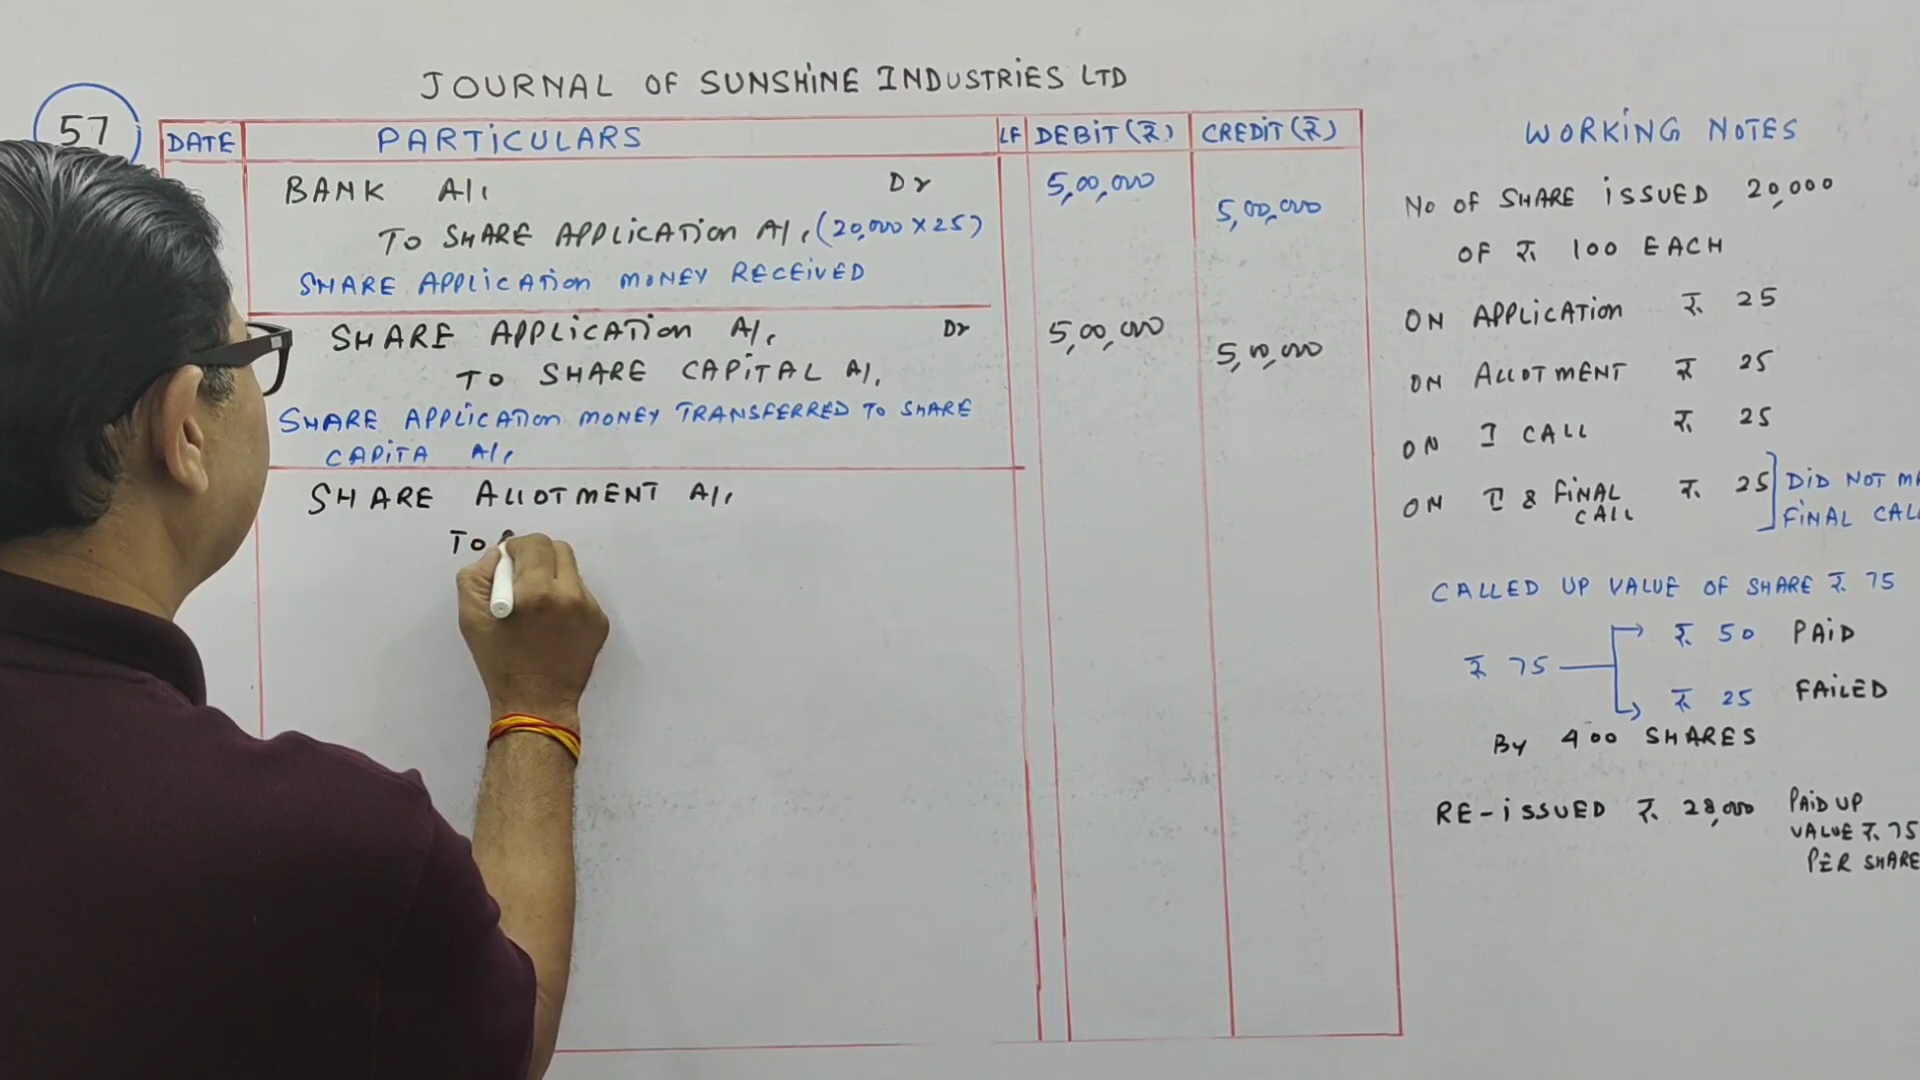 JOURNAL OF SUNSHINE INDUSTRIES LTD
57
DATE PARTICULARS LF DEBIT (₹) CREDIT (₹)
BANK A/c Dr 5,00,000
TO SHARE APPLICATION A/c (20,000 X 25) 5,00,000
SHARE APPLICATION MONEY RECEIVED
SHARE APPLICATION A/c Dr 5,00,000
TO SHARE CAPITAL A/c 5,00,000
SHARE APPLICATION MONEY TRANSFERRED TO SHARE
CAPITA A/c
SHARE ALLOTMENT A/c
TO
WORKING NOTES
NO OF SHARE ISSUED 20,000
OF ₹ 100 EACH
ON APPLICATION ₹ 25
ON ALLOTMENT ₹ 25
ON I CALL ₹ 25
ON II & FINAL CALL ₹ 25
DID NOT
FINAL CALL
CALLED UP VALUE OF SHARE ₹ 75
₹ 75
₹ 50 PAID
₹ 25 FAILED
By 400 SHARES
RE-ISSUED ₹ 28,000 PAID UP
VALUE ₹ 75
PER SHARE